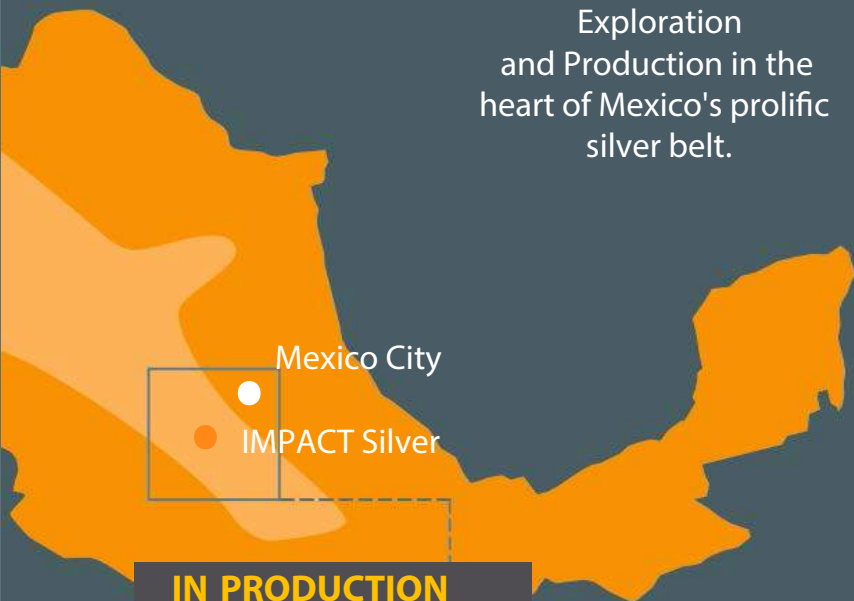 Exploration
and Production in the
heart of Mexico's prolific
silver belt.
Mexico City
IMPACT Silver
IN PRODUCTION